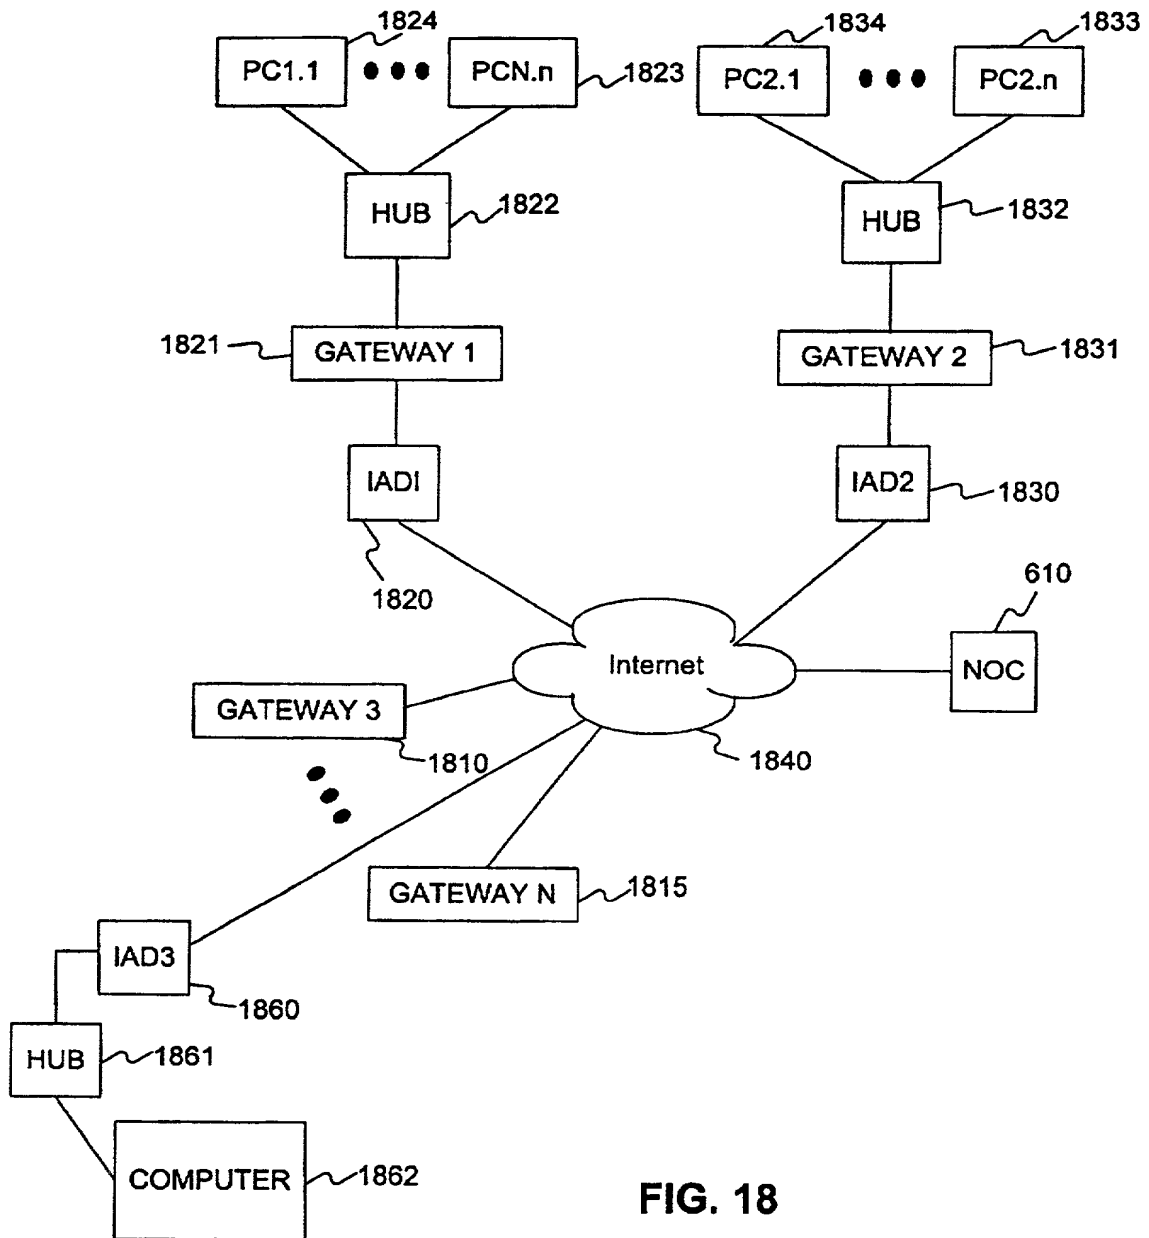 1824
1834
1833
PC1.1
PCN.n
1823
PC2.1
PC2.n
HUB
1822
HUB
1832
1821
GATEWAY 1
GATEWAY 2
1831
IADI
IAD2
1830
1820
610
Internet
NOC
GATEWAY 3
1810
1840
GATEWAY N
1815
IAD3
1860
HUB
1861
COMPUTER
1862
FIG. 18